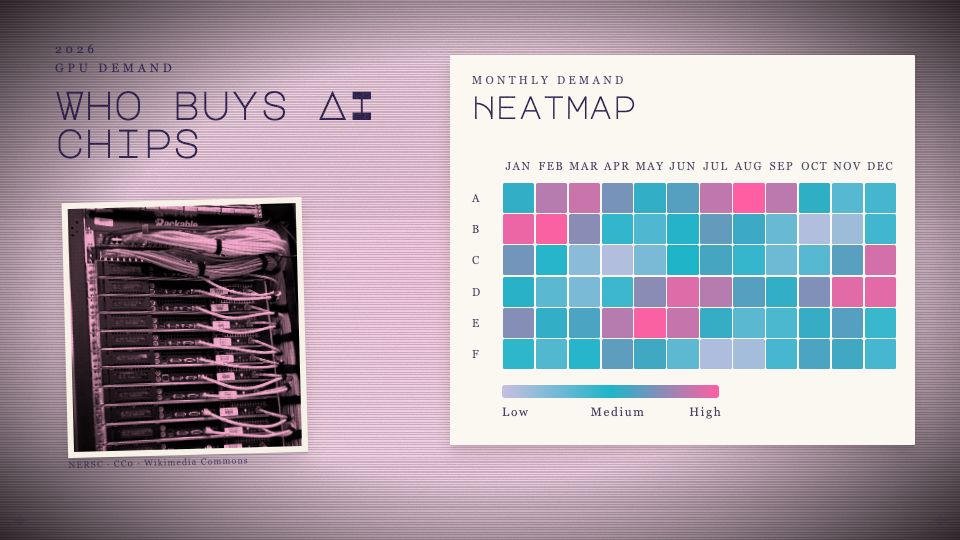 2026
GPU DEMAND
WHO BUYS AI
CHIPS
Rackable
NERSC · CC0 · Wikimedia Commons
MONTHLY DEMAND
HEATMAP
JAN FEB MAR APR MAY JUN JUL AUG SEP OCT NOV DEC
A
B
C
D
E
F
Low Medium High